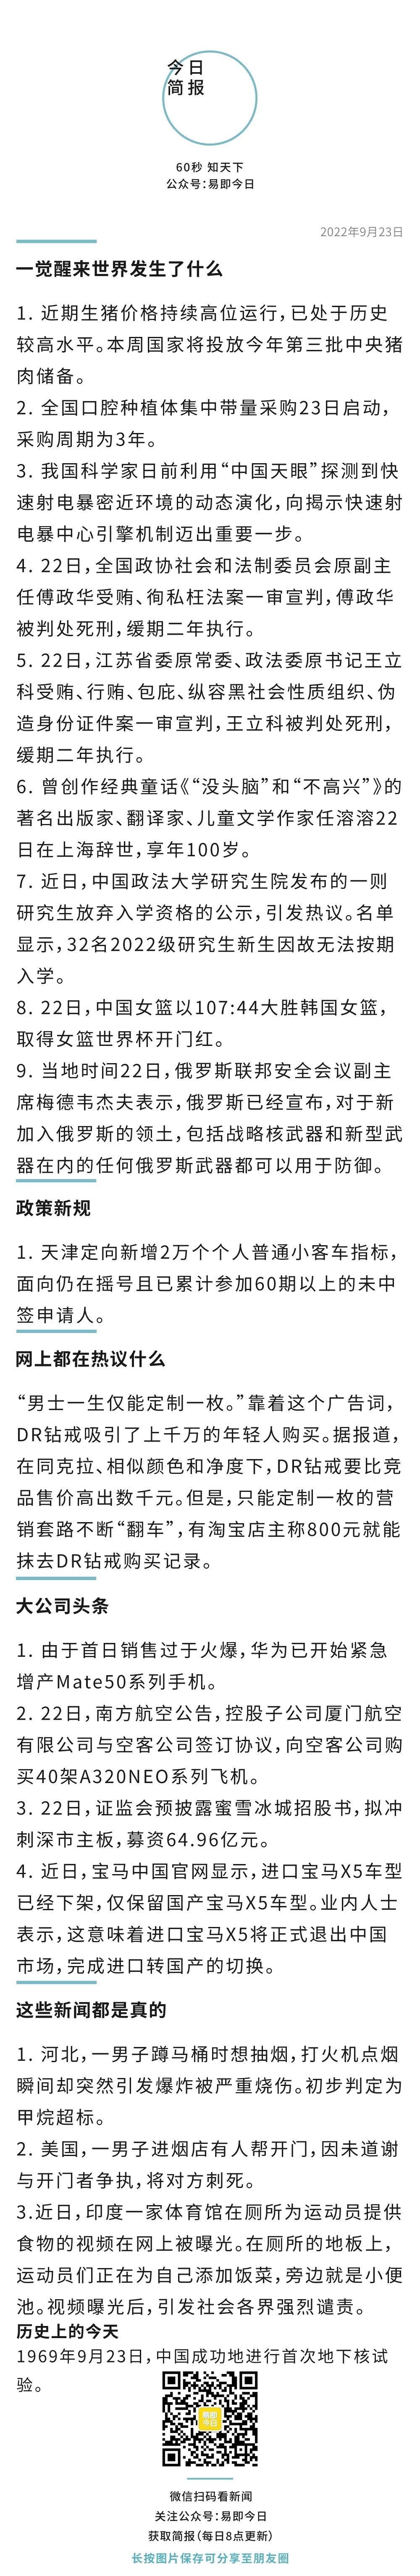 今日
简报
60秒 知天下
公众号：易即今日
2022年9月23日
一觉醒来世界发生了什么
1. 近期生猪价格持续高位运行，已处于历史
较高水平。本周国家将投放今年第三批中央猪
肉储备。
2. 全国口腔种植体集中带量采购23日启动，
采购周期为3年。
3. 我国科学家日前利用“中国天眼”探测到快
速射电暴密近环境的动态演化，向揭示快速射
电暴中心引擎机制迈出重要一步。
4. 22日，全国政协社会和法制委员会原副主
任傅政华受贿、徇私枉法案一审宣判，傅政华
被判处死刑，缓期二年执行。
5. 22日，江苏省委原常委、政法委原书记王立
科受贿、行贿、包庇、纵容黑社会性质组织、伪
造身份证件案一审宣判，王立科被判处死刑，
缓期二年执行。
6. 曾创作经典童话《“没头脑”和“不高兴”》的
著名出版家、翻译家、儿童文学作家任溶溶22
日在上海辞世，享年100岁。
7. 近日，中国政法大学研究生院发布的一则
研究生放弃入学资格的公示，引发热议。名单
显示，32名2022级研究生新生因故无法按期
入学。
8. 22日，中国女篮以107:44大胜韩国女篮，
取得女篮世界杯开门红。
9. 当地时间22日，俄罗斯联邦安全会议副主
席梅德韦杰夫表示，俄罗斯已经宣布，对于新
加入俄罗斯的领土，包括战略核武器和新型武
器在内的任何俄罗斯武器都可以用于防御。
政策新规
1. 天津定向新增2万个个人普通小客车指标，
面向仍在摇号且已累计参加60期以上的未中
签申请人。
网上都在热议什么
“男士一生仅能定制一枚。”靠着这个广告词，
DR钻戒吸引了上千万的年轻人购买。据报道，
在同克拉、相似颜色和净度下，DR钻戒要比竞
品售价高出数千元。但是，只能定制一枚的营
销套路不断“翻车”，有淘宝店主称800元就能
抹去DR钻戒购买记录。
大公司头条
1. 由于首日销售过于火爆，华为已开始紧急
增产Mate50系列手机。
2. 22日，南方航空公告，控股子公司厦门航空
有限公司与空客公司签订协议，向空客公司购
买40架A320NEO系列飞机。
3. 22日，证监会预披露蜜雪冰城招股书，拟冲
刺深市主板，募资64.96亿元。
4. 近日，宝马中国官网显示，进口宝马X5车型
已经下架，仅保留国产宝马X5车型。业内人士
表示，这意味着进口宝马X5将正式退出中国
市场，完成进口转国产的切换。
这些新闻都是真的
1. 河北，一男子蹲马桶时想抽烟，打火机点烟
瞬间却突然引发爆炸被严重烧伤。初步判定为
甲烷超标。
2. 美国，一男子进烟店有人帮开门，因未道谢
与开门者争执，将对方刺死。
3.近日，印度一家体育馆在厕所为运动员提供
食物的视频在网上被曝光。在厕所的地板上，
运动员们正在为自己添加饭菜，旁边就是小便
池。视频曝光后，引发社会各界强烈谴责。
历史上的今天
1969年9月23日，中国成功地进行首次地下核试
验。
易即
今日
微信扫码看新闻
关注公众号：易即今日
获取简报（每日8点更新）
长按图片保存可分享至朋友圈